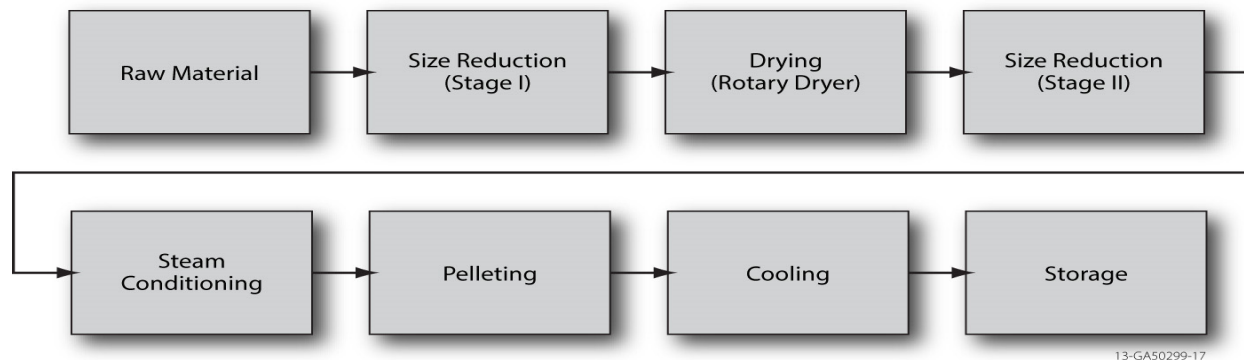 Raw Material
Size Reduction
(Stage I)
Drying
(Rotary Dryer)
Size Reduction
(Stage II)
Steam
Conditioning
Pelleting
Cooling
Storage
13-GA50299-17